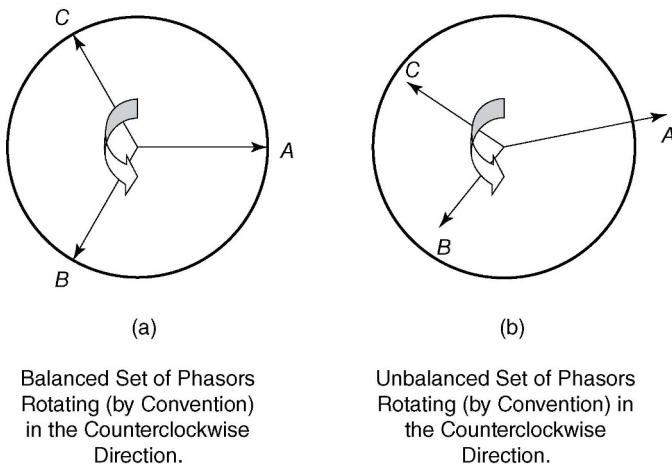 C
A
B
(a)
Balanced Set of Phasors
Rotating (by Convention)
in the Counterclockwise
Direction.
C
A
B
(b)
Unbalanced Set of Phasors
Rotating (by Convention) in
the Counterclockwise
Direction.